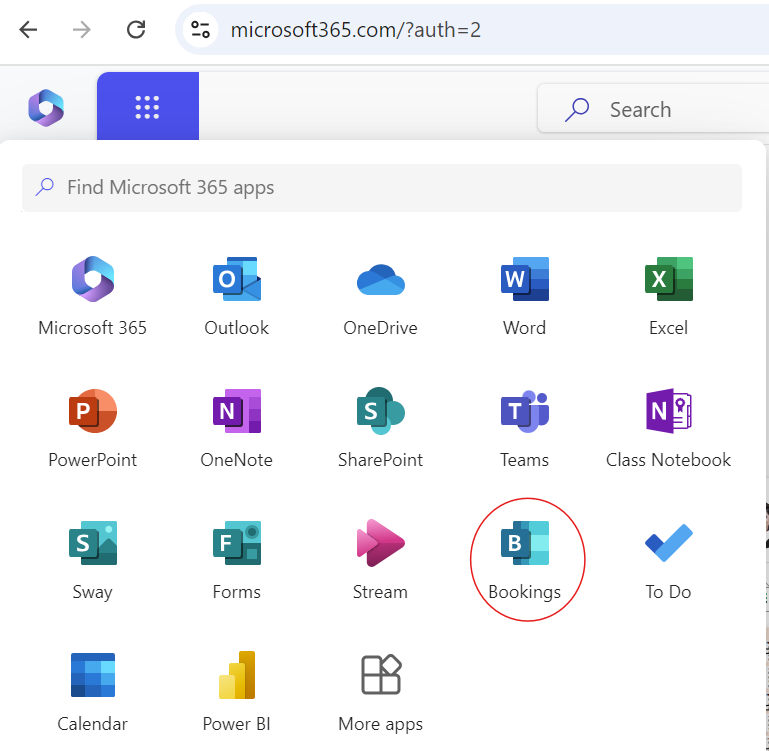 microsoft365.com/?auth=2
Search
Find Microsoft 365 apps
Microsoft 365
Outlook
OneDrive
Word
Excel
PowerPoint
OneNote
SharePoint
Teams
Class Notebook
Sway
Forms
Stream
Bookings
To Do
Calendar
Power BI
More apps